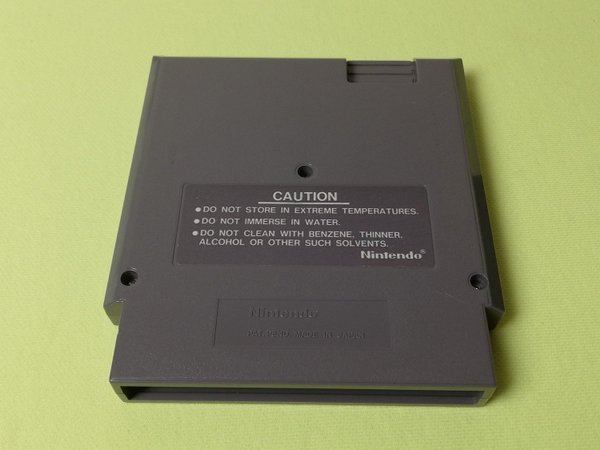 CAUTION
●DO NOT STORE IN EXTREME TEMPERATURES.
●DO NOT IMMERSE IN WATER.
●DO NOT CLEAN WITH BENZENE, THINNER,
ALCOHOL OR OTHER SUCH SOLVENTS.
Nintendo®
Nintendo
PAT. PEND. MADE IN JAPAN